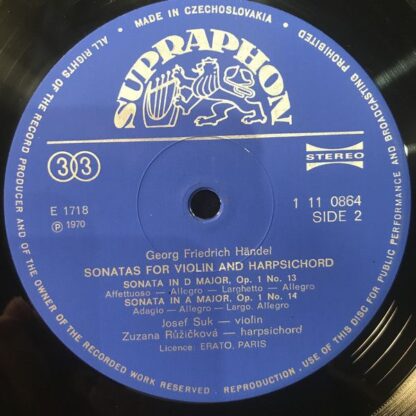 • MADE IN CZECHOSLOVAKIA •
ALL RIGHTS OF THE RECORD PRODUCER AND OF THE OWNER OF THE RECORDED WORK RESERVED . REPRODUCTION , USE OF THIS DISC FOR PUBLIC PERFORMANCE AND BROADCASTING PROHIBITED
SUPRAPHON
33
STEREO
E 1718
Ⓟ 1970
1 11 0864
SIDE 2
Georg Friedrich Händel
SONATAS FOR VIOLIN AND HARPSICHORD
SONATA IN D MAJOR, Op. 1 No. 13
Affettuoso — Allegro — Larghetto — Allegro
SONATA IN A MAJOR, Op. 1 No. 14
Adagio — Allegro — Largo. Allegro
Josef Suk — violin
Zuzana Růžičková — harpsichord
Licence: ERATO, PARIS